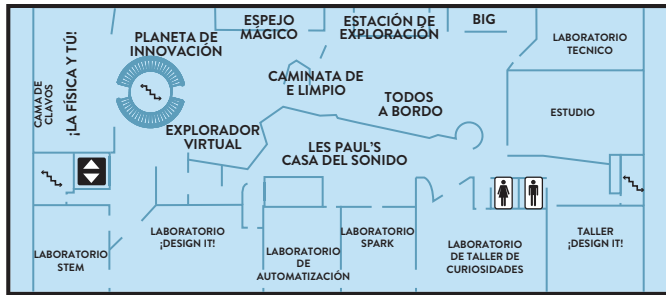 ESPEJO
MÁGICO
ESTACIÓN DE
EXPLORACIÓN
BIG
PLANETA DE
INNOVACIÓN
LABORATORIO
TECNICO
¡LA FÍSICA Y TÚ!
CAMA DE
CLAVOS
CAMINATA DE
E LIMPIO
TODOS
A BORDO
ESTUDIO
EXPLORADOR
VIRTUAL
LES PAUL'S
CASA DEL SONIDO
LABORATORIO
STEM
LABORATORIO
¡DESIGN IT!
LABORATORIO
DE
AUTOMATIZACIÓN
LABORATORIO
SPARK
LABORATORIO
DE TALLER DE
CURIOSIDADES
TALLER
¡DESIGN IT!